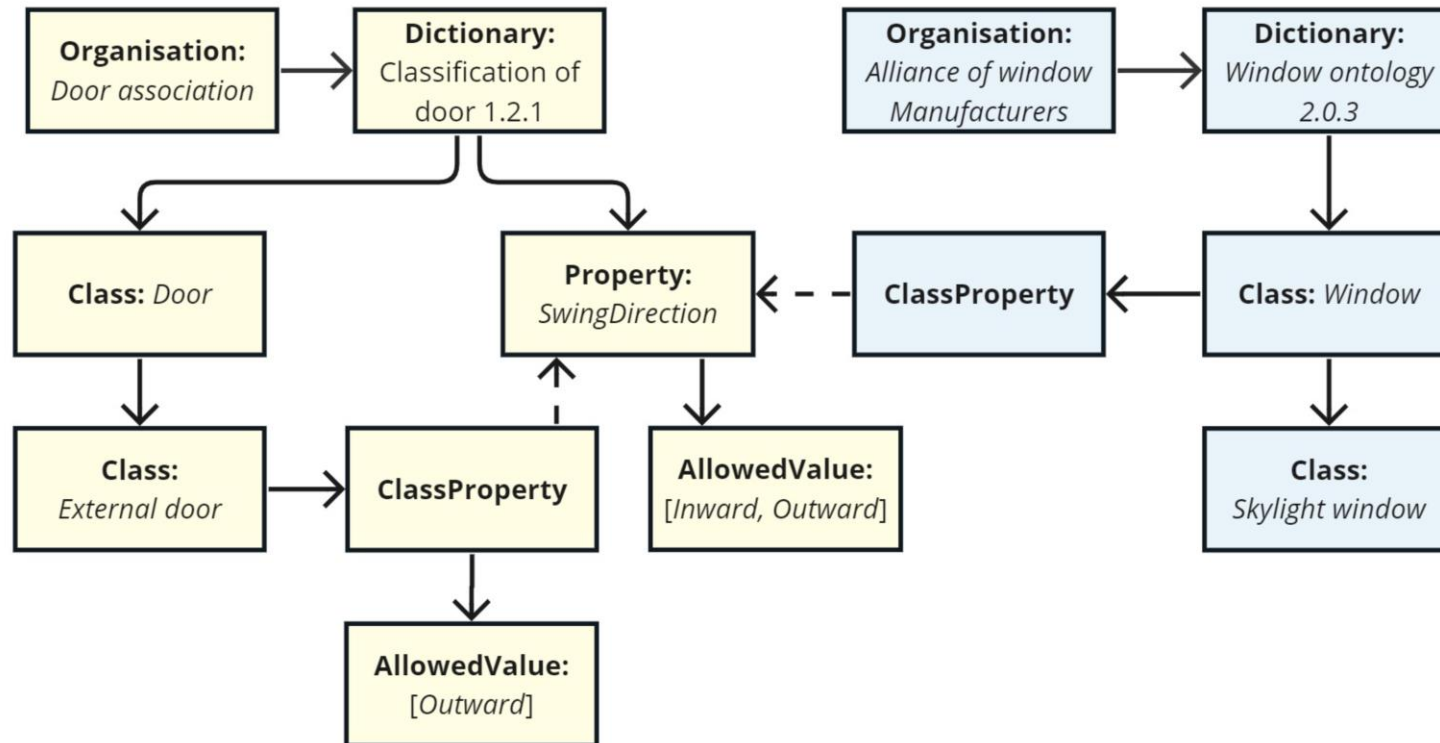 Organisation:
Door association
Dictionary:
Classification of
door 1.2.1
Organisation:
Alliance of window
Manufacturers
Dictionary:
Window ontology
2.0.3
Class: Door
Property:
SwingDirection
ClassProperty
Class: Window
Class:
External door
ClassProperty
AllowedValue:
[Inward, Outward]
Class:
Skylight window
AllowedValue:
[Outward]